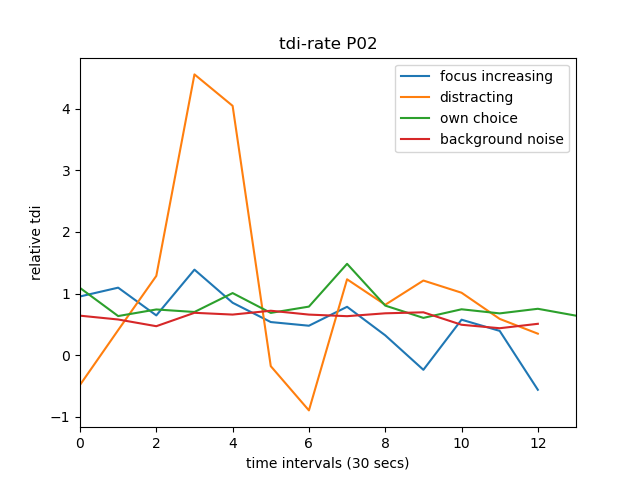 tdi-rate P02
focus increasing
distracting
own choice
background noise
relative tdi
4
3
2
1
0
−1
0 2 4 6 8 10 12
time intervals (30 secs)